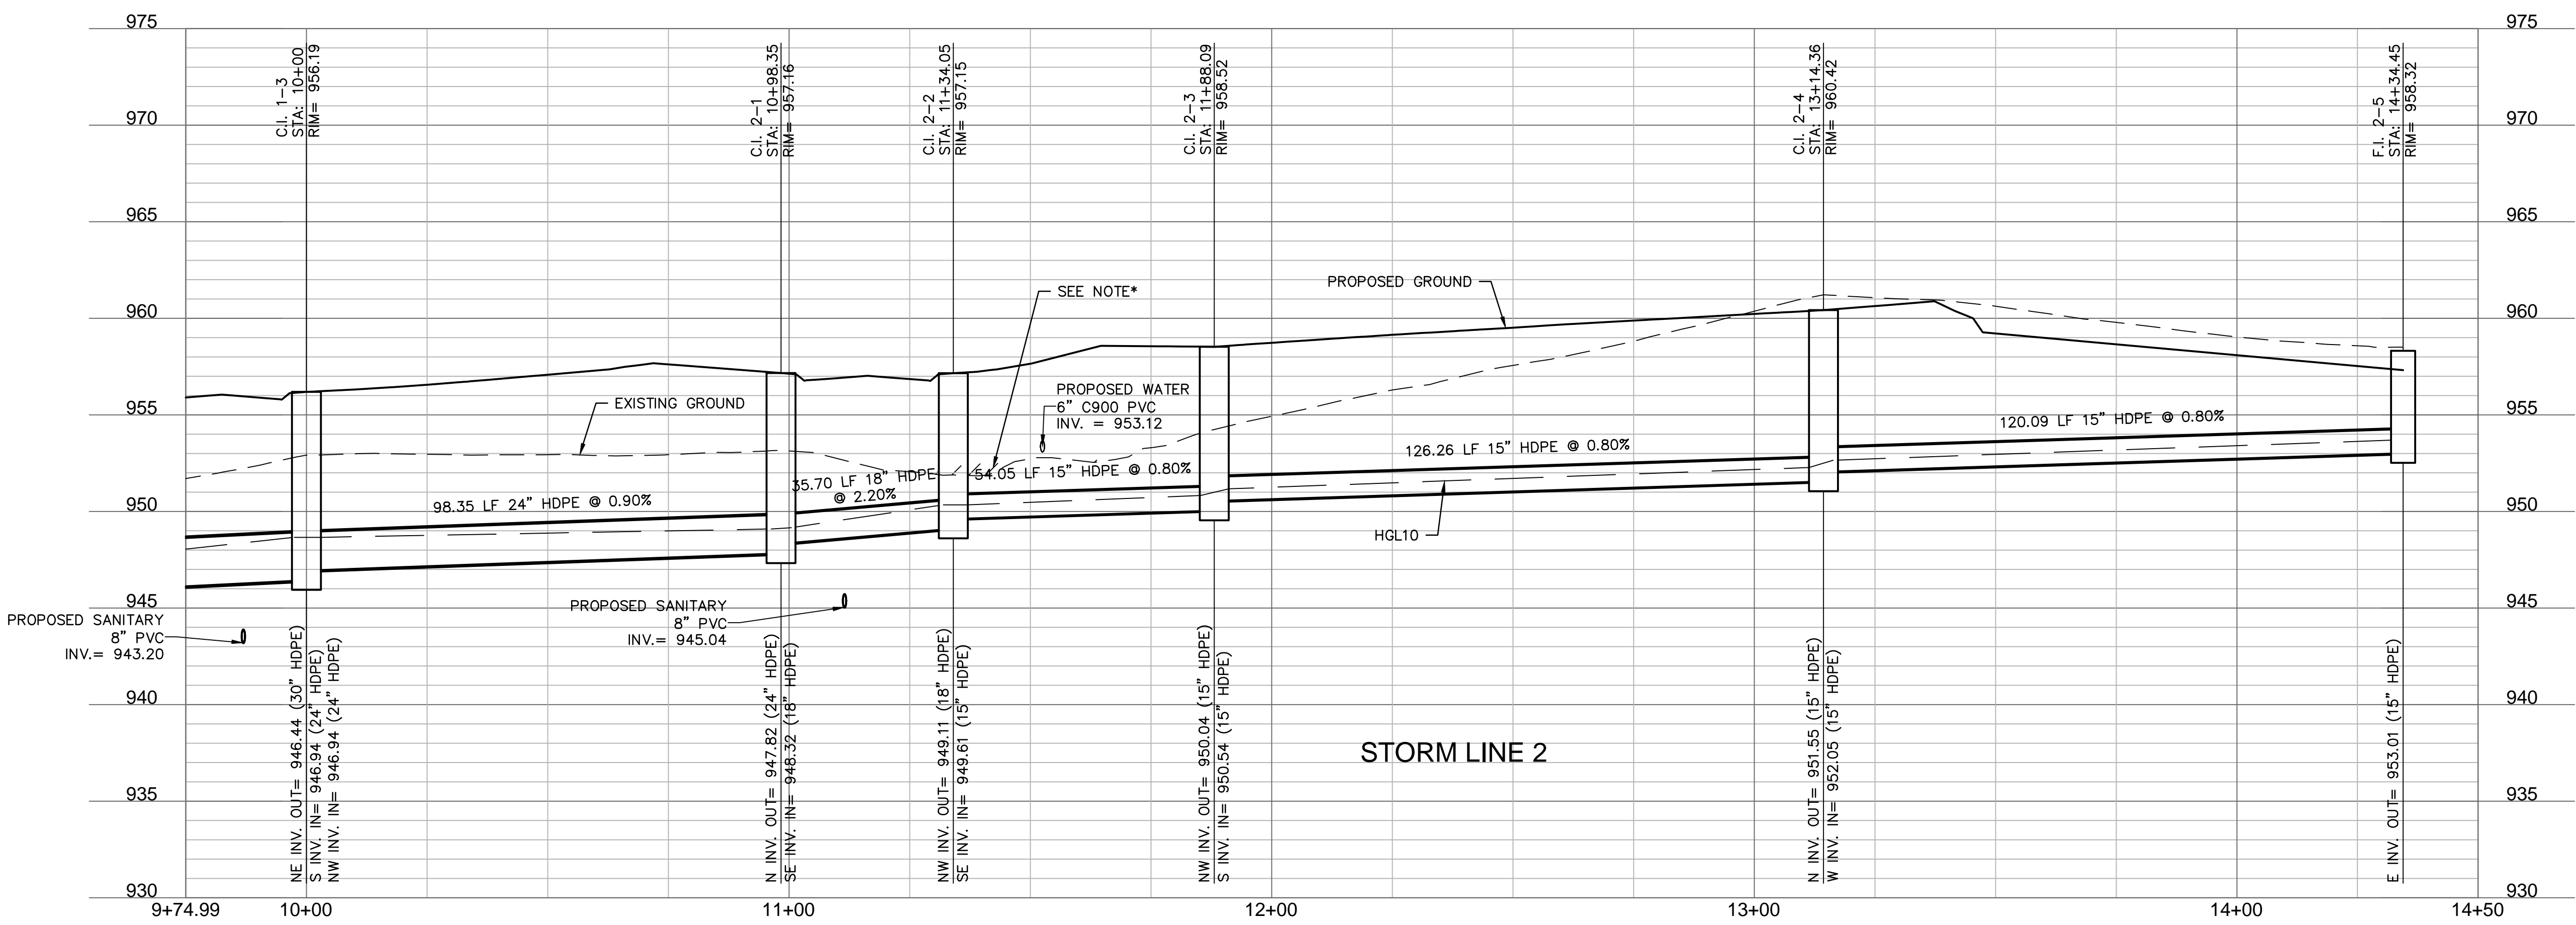 975
975
970
970
965
965
960
960
955
955
950
950
945
945
940
940
935
935
930
930
C.I. 1-3
STA: 10+00
RIM= 956.19
C.I. 2-1
STA: 10+98.35
RIM= 957.16
C.I. 2-2
STA: 11+34.05
RIM= 957.15
C.I. 2-3
STA: 11+88.09
RIM= 958.52
C.I. 2-4
STA: 13+14.36
RIM= 960.42
F.I. 2-5
STA: 14+34.45
RIM= 958.32
SEE NOTE*
PROPOSED GROUND
EXISTING GROUND
PROPOSED WATER
6" C900 PVC
INV. = 953.12
98.35 LF 24" HDPE @ 0.90%
35.70 LF 18" HDPE
@ 2.20%
54.05 LF 15" HDPE @ 0.80%
126.26 LF 15" HDPE @ 0.80%
120.09 LF 15" HDPE @ 0.80%
HGL10
PROPOSED SANITARY
8" PVC
INV.= 943.20
PROPOSED SANITARY
8" PVC
INV.= 945.04
NE INV. OUT= 946.44 (30" HDPE)
S INV. IN= 946.94 (24" HDPE)
NW INV. IN= 946.94 (24" HDPE)
N INV. OUT= 947.82 (24" HDPE)
SE INV. IN= 948.32 (18" HDPE)
NW INV. OUT= 949.11 (18" HDPE)
SE INV. IN= 949.61 (15" HDPE)
NW INV. OUT= 950.04 (15" HDPE)
S INV. IN= 950.54 (15" HDPE)
N INV. OUT= 951.55 (15" HDPE)
W INV. IN= 952.05 (15" HDPE)
E INV. OUT= 953.01 (15" HDPE)
STORM LINE 2
9+74.99
10+00
11+00
12+00
13+00
14+00
14+50